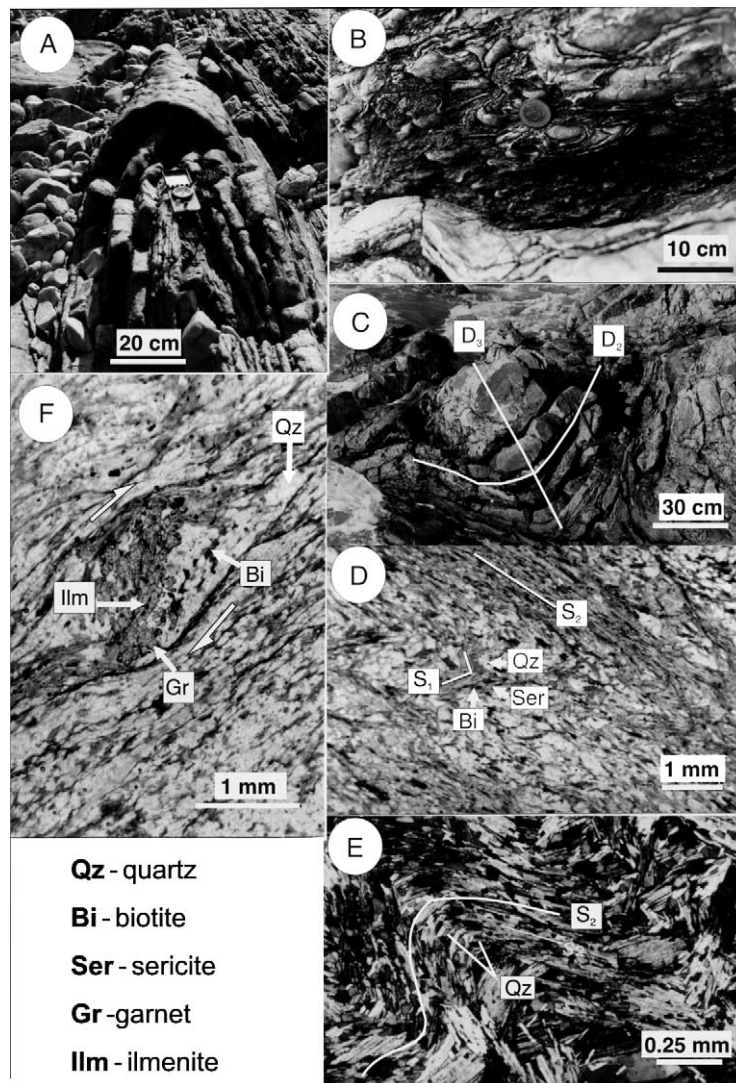 A
20 cm
B
10 cm
C
D3
D2
30 cm
F
Qz
Bi
Ilm
Gr
1 mm
D
S2
S1
Qz
Ser
Bi
1 mm
E
S2
Qz
0.25 mm
Qz - quartz
Bi - biotite
Ser - sericite
Gr -garnet
Ilm - ilmenite